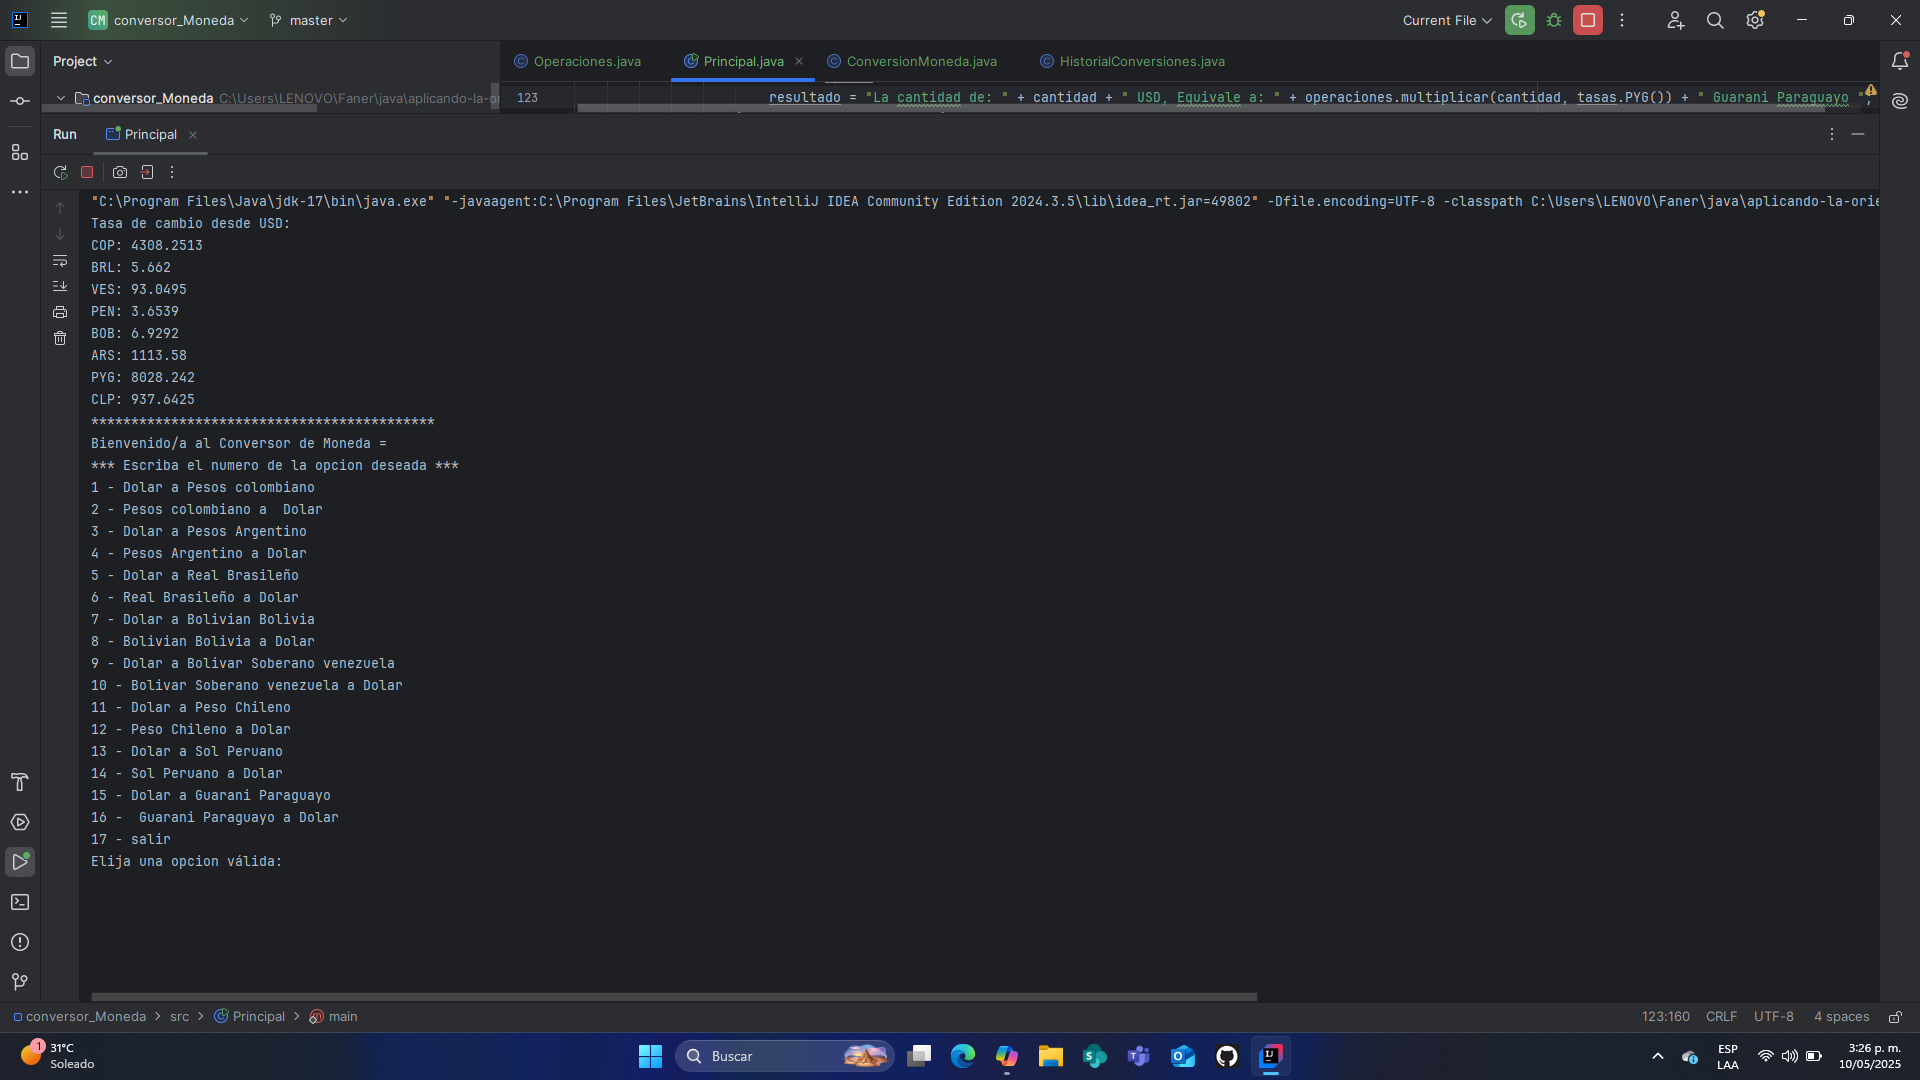 CM conversor_Moneda master Current File
Project Operaciones.java Principal.java ConversionMoneda.java HistorialConversiones.java
conversor_Moneda C:\Users\LENOVO\Faner\java\aplicando-la-or
123 resultado = "La cantidad de: " + cantidad + " USD, Equivale a: " + operaciones.multiplicar(cantidad, tasas.PYG()) + " Guarani Paraguayo ";
Run Principal
"C:\Program Files\Java\jdk-17\bin\java.exe" "-javaagent:C:\Program Files\JetBrains\IntelliJ IDEA Community Edition 2024.3.5\lib\idea_rt.jar=49802" -Dfile.encoding=UTF-8 -classpath C:\Users\LENOVO\Faner\java\aplicando-la-orie
Tasa de cambio desde USD:
COP: 4308.2513
BRL: 5.662
VES: 93.0495
PEN: 3.6539
BOB: 6.9292
ARS: 1113.58
PYG: 8028.242
CLP: 937.6425
*******************************************
Bienvenido/a al Conversor de Moneda =
*** Escriba el numero de la opcion deseada ***
1 - Dolar a Pesos colombiano
2 - Pesos colombiano a  Dolar
3 - Dolar a Pesos Argentino
4 - Pesos Argentino a Dolar
5 - Dolar a Real Brasileño
6 - Real Brasileño a Dolar
7 - Dolar a Bolivian Bolivia
8 - Bolivian Bolivia a Dolar
9 - Dolar a Bolivar Soberano venezuela
10 - Bolivar Soberano venezuela a Dolar
11 - Dolar a Peso Chileno
12 - Peso Chileno a Dolar
13 - Dolar a Sol Peruano
14 - Sol Peruano a Dolar
15 - Dolar a Guarani Paraguayo
16 -  Guarani Paraguayo a Dolar
17 - salir
Elija una opcion válida:
conversor_Moneda > src > Principal > main 123:160 CRLF UTF-8 4 spaces
1 31°C
Soleado
Buscar
ESP
LAA
3:26 p. m.
10/05/2025